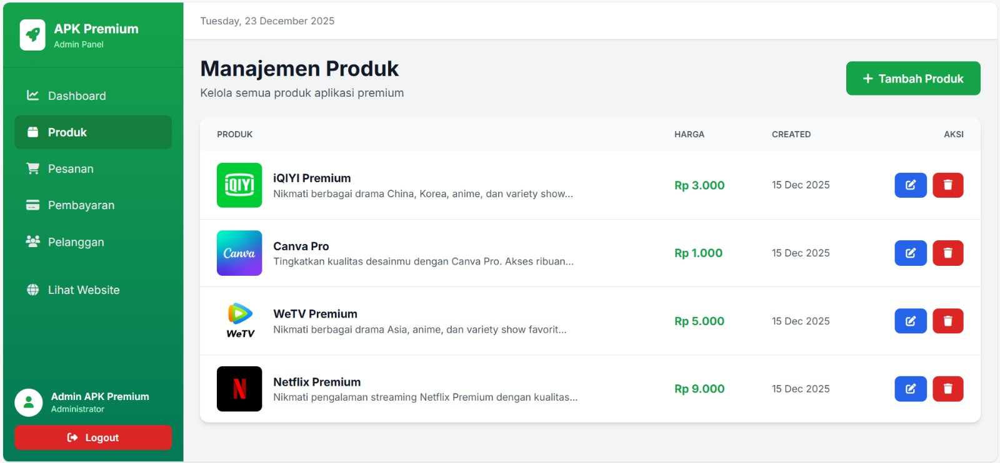 APK Premium
Admin Panel
Dashboard
Produk
Pesanan
Pembayaran
Pelanggan
Lihat Website
Admin APK Premium
Administrator
Logout
Tuesday, 23 December 2025
Manajemen Produk
Kelola semua produk aplikasi premium
+ Tambah Produk
PRODUK HARGA CREATED AKSI
iQIYI
iQIYI Premium
Nikmati berbagai drama China, Korea, anime, dan variety show...
Rp 3.000 15 Dec 2025
Canva
Canva Pro
Tingkatkan kualitas desainmu dengan Canva Pro. Akses ribuan...
Rp 1.000 15 Dec 2025
WeTV
WeTV Premium
Nikmati berbagai drama Asia, anime, dan variety show favorit...
Rp 5.000 15 Dec 2025
N
Netflix Premium
Nikmati pengalaman streaming Netflix Premium dengan kualitas...
Rp 9.000 15 Dec 2025